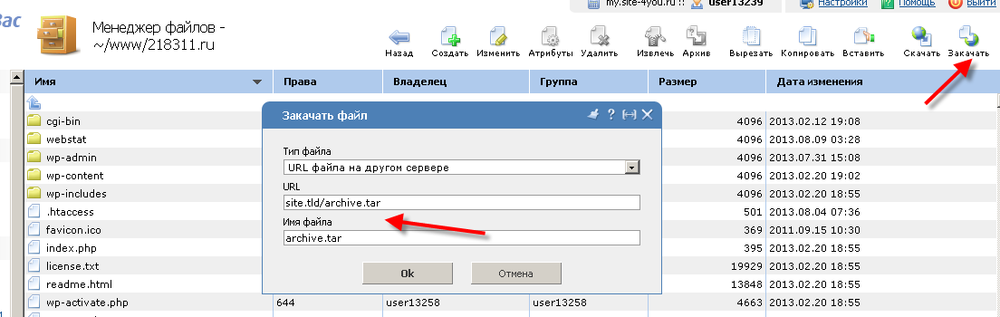 Вас
my.site-4you.ru :: user13239 Настройки Помощь Выйти
Менеджер файлов -
~/www/218311.ru
Назад Создать Изменить Атрибуты Удалить Извлечь Архив Вырезать Копировать Вставить Скачать Закачать
Имя Права Владелец Группа Размер Дата изменения
cgi-bin 4096 2013.02.12 19:08
webstat 4096 2013.08.09 03:28
wp-admin 4096 2013.07.31 15:08
wp-content 4096 2013.02.20 19:02
wp-includes 4096 2013.02.20 18:55
.htaccess 501 2013.08.04 07:36
favicon.ico 369 2011.09.15 10:30
index.php 395 2013.02.20 18:55
license.txt 19929 2013.02.20 18:55
readme.html 13848 2013.02.20 18:55
wp-activate.php 644 user13258 user13258 4663 2013.02.20 18:55
Закачать файл
Тип файла
URL файла на другом сервере
URL
site.tld/archive.tar
Имя файла
archive.tar
Ok Отмена